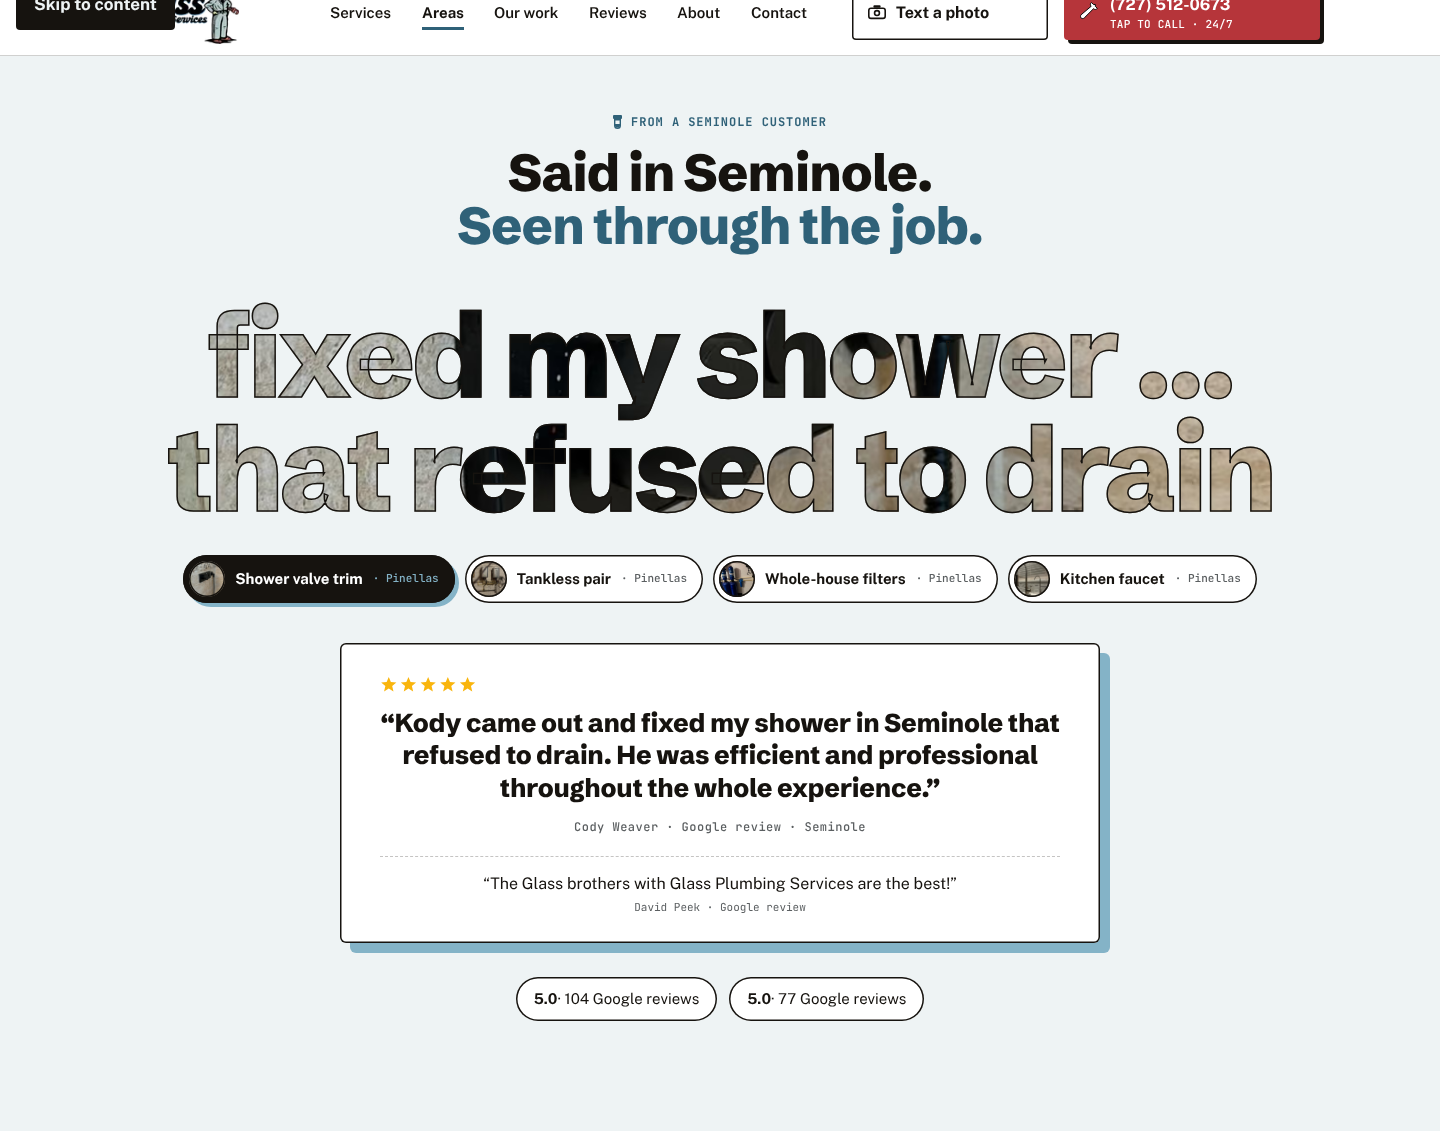 Skip to content
Services
Services
Areas
Our work
Reviews
About
Contact
Text a photo
(727) 512-0673
TAP TO CALL · 24/7
FROM A SEMINOLE CUSTOMER
Said in Seminole.
Seen through the job.
fixed my shower ...
that refused to drain
Shower valve trim · Pinellas
Tankless pair · Pinellas
Whole-house filters · Pinellas
Kitchen faucet · Pinellas
“Kody came out and fixed my shower in Seminole that
refused to drain. He was efficient and professional
throughout the whole experience.”
Cody Weaver · Google review · Seminole
“The Glass brothers with Glass Plumbing Services are the best!”
David Peek · Google review
5.0· 104 Google reviews
5.0· 77 Google reviews